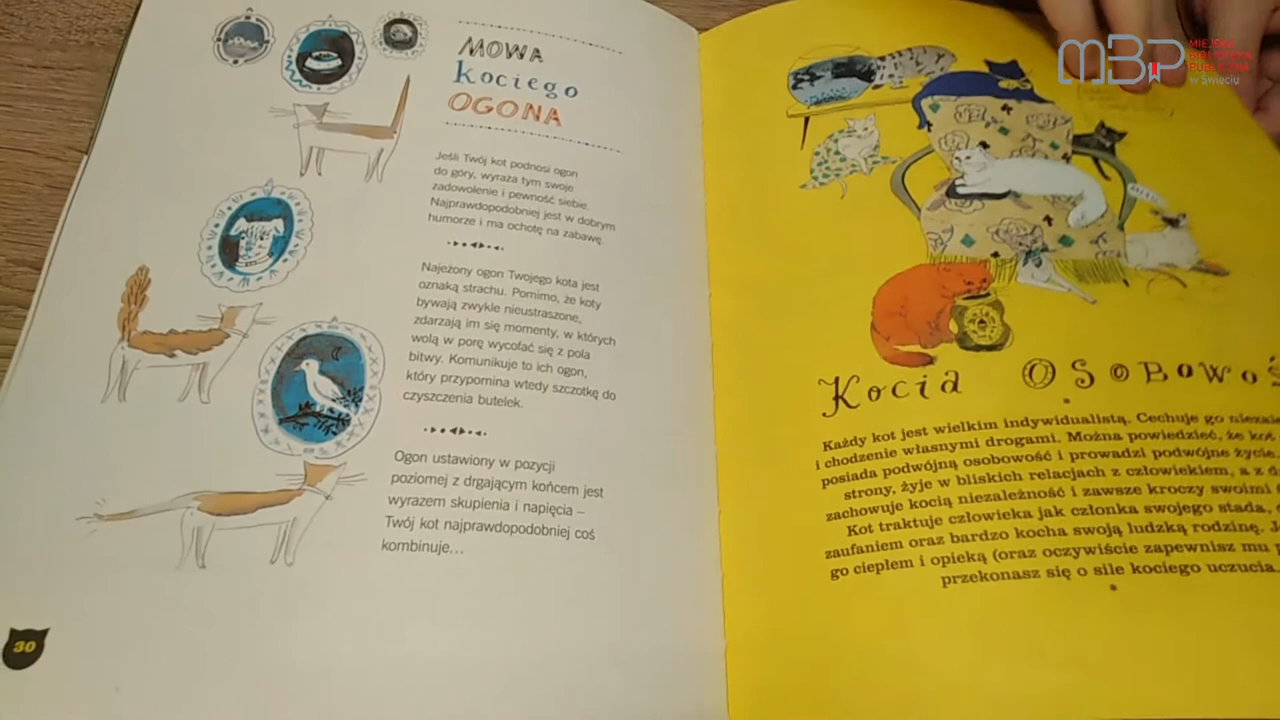 MOWA
kociego
OGONA
Jeśli Twój kot podnosi ogon
do góry, wyraża tym swoje
zadowolenie i pewność siebie.
Najprawdopodobniej jest w dobrym
humorze i ma ochotę na zabawę.
Najeżony ogon Twojego kota jest
oznaką strachu. Pomimo, że koty
bywają zwykle nieustraszone,
zdarzają im się momenty, w których
wolą w porę wycofać się z pola
bitwy. Komunikuje to ich ogon,
który przypomina wtedy szczotkę do
czyszczenia butelek.
Ogon ustawiony w pozycji
poziomej z drgającym końcem jest
wyrazem skupienia i napięcia –
Twój kot najprawdopodobniej coś
kombinuje...
30
MBP MIEJSKA
BIBLIOTEKA
PUBLICZNA
w Święciu
Kocia OSOBOWOŚ
Każdy kot jest wielkim indywidualistą. Cechuje go
i chodzenie własnymi drogami. Można powiedzieć, że kot
posiada podwójną osobowość i prowadzi podwójne życie.
strony, żyje w bliskich relacjach z człowiekiem, a z
zachowuje kocią niezależność i zawsze kroczy swoimi
Kot traktuje człowieka jak członka swojego stada,
zaufaniem oraz bardzo kocha swoją ludzką rodzinę.
go ciepłem i opieką (oraz oczywiście zapewnisz mu
przekonasz się o sile kociego uczucia.